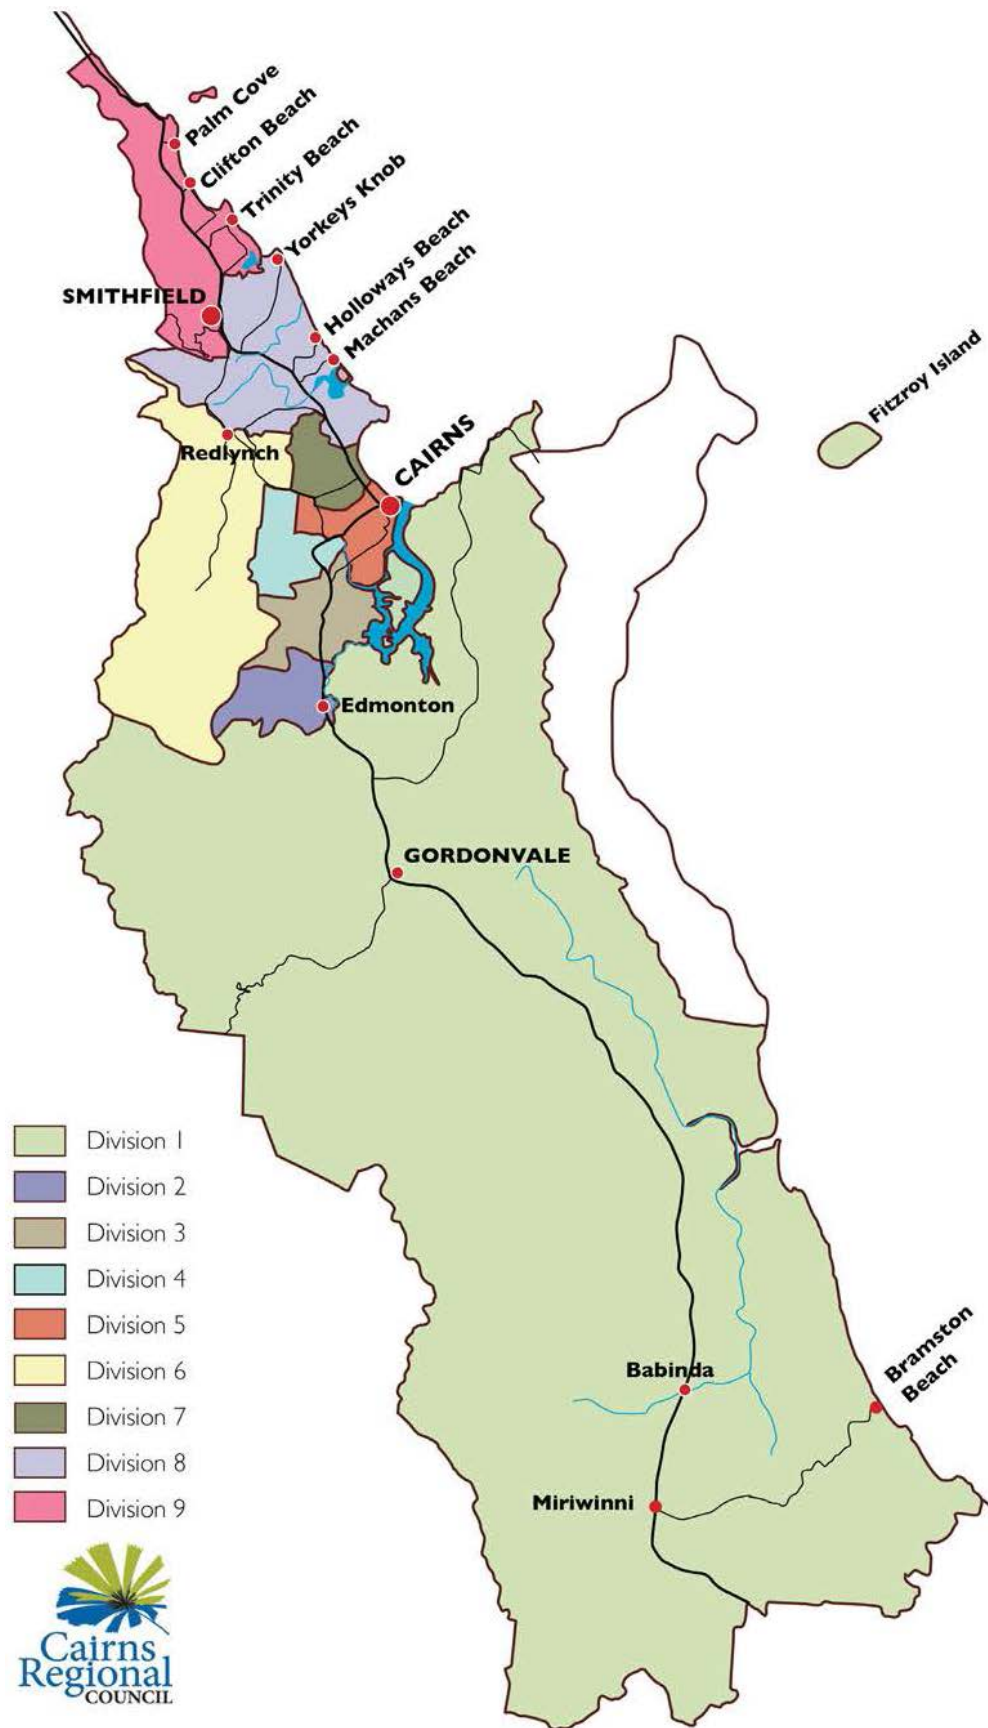 Palm Cove
Clifton Beach
Trinity Beach
Yorkeys Knob
Holloways Beach
Machans Beach
SMITHFIELD
Fitzroy Island
Redlynch
CAIRNS
Edmonton
GORDONVALE
Division 1
Division 2
Division 3
Division 4
Division 5
Division 6
Division 7
Division 8
Division 9
Babinda
Bramston
Beach
Miriwinni
Cairns
Regional
COUNCIL